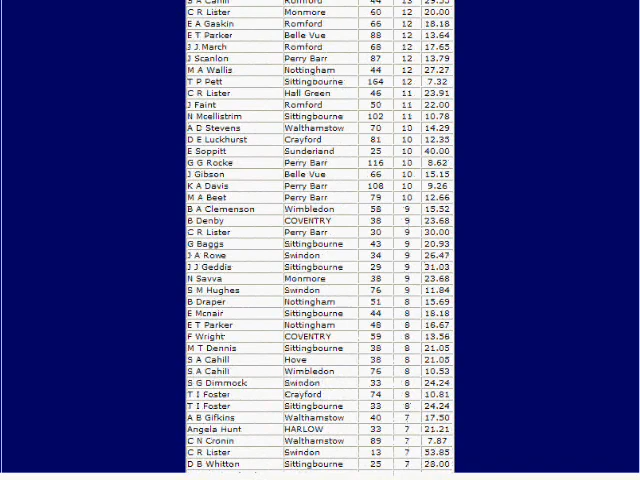 S A Cahill Romford 44 13 29.55
C R Lister Monmore 60 12 20.00
E A Gaskin Romford 66 12 18.18
E T Parker Belle Vue 88 12 13.64
J J.March Romford 68 12 17.65
J Scanlon Perry Barr 87 12 13.79
M A Wallis Nottingham 44 12 27.27
T P Pett Sittingbourne 164 12 7.32
C R Lister Hall Green 46 11 23.91
J Faint Romford 50 11 22.00
N Mcellistrim Sittingbourne 102 11 10.78
A D Stevens Walthamstow 70 10 14.29
D E Luckhurst Crayford 81 10 12.35
E Soppitt Sunderland 25 10 40.00
G G Rocke Perry Barr 116 10 8.62
J Gibson Belle Vue 66 10 15.15
K A Davis Perry Barr 108 10 9.26
M A Beet Perry Barr 79 10 12.66
B A Clemenson Wimbledon 58 9 15.52
B Denby COVENTRY 38 9 23.68
C R Lister Perry Barr 30 9 30.00
G Baggs Sittingbourne 43 9 20.93
J A Rowe Swindon 34 9 26.47
J J Geddis Sittingbourne 29 9 31.03
N Savva Monmore 38 9 23.68
S M Hughes Swindon 76 9 11.84
B Draper Nottingham 51 8 15.69
E Mcnair Sittingbourne 44 8 18.18
E T Parker Nottingham 48 8 16.67
F Wright COVENTRY 59 8 13.56
M T Dennis Sittingbourne 38 8 21.05
S A Cahill Hove 38 8 21.05
S A Cahill Wimbledon 76 8 10.53
S G Dimmock Swindon 33 8 24.24
T I Foster Crayford 74 8 10.81
T I Foster Sittingbourne 33 8 24.24
A B Gifkins Walthamstow 40 7 17.50
Angela Hunt HARLOW 33 7 21.21
C N Cronin Walthamstow 89 7 7.87
C R Lister Swindon 13 7 53.85
D B Whitton Sittingbourne 25 7 28.00